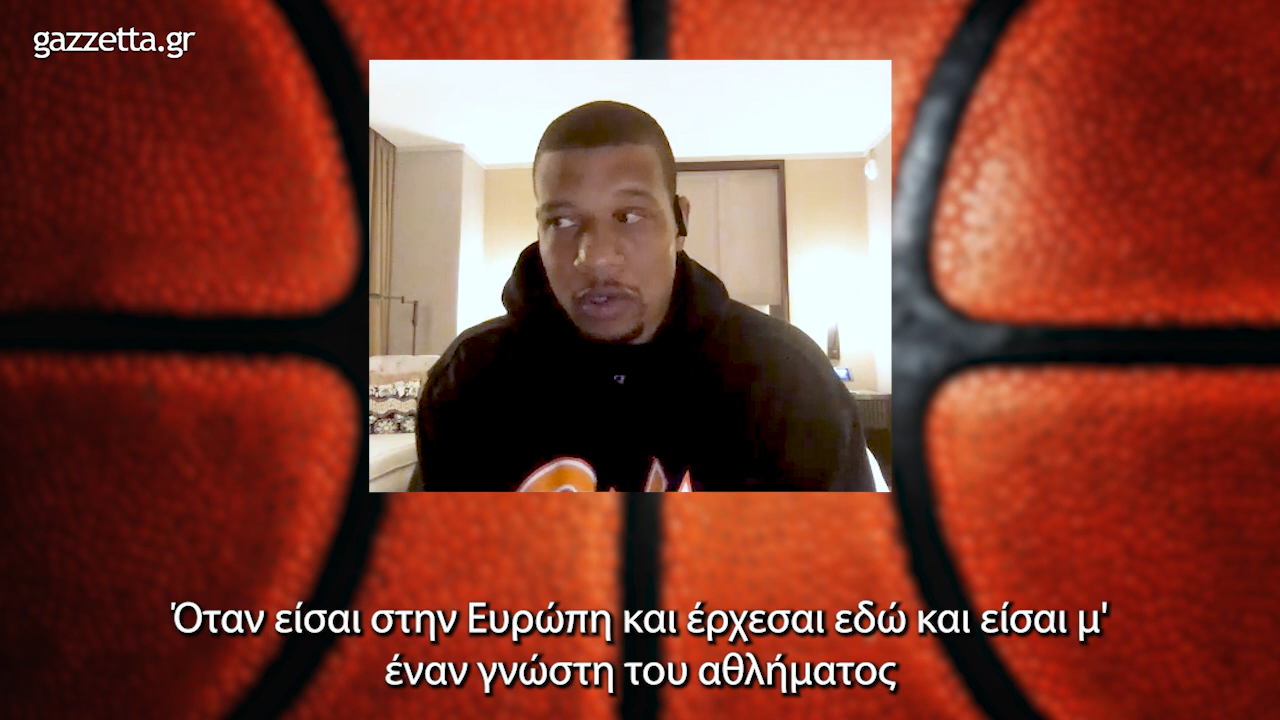 gazzetta.gr
Όταν είσαι στην Ευρώπη και έρχεσαι εδώ και είσαι μ'
έναν γνώστη του αθλήματος